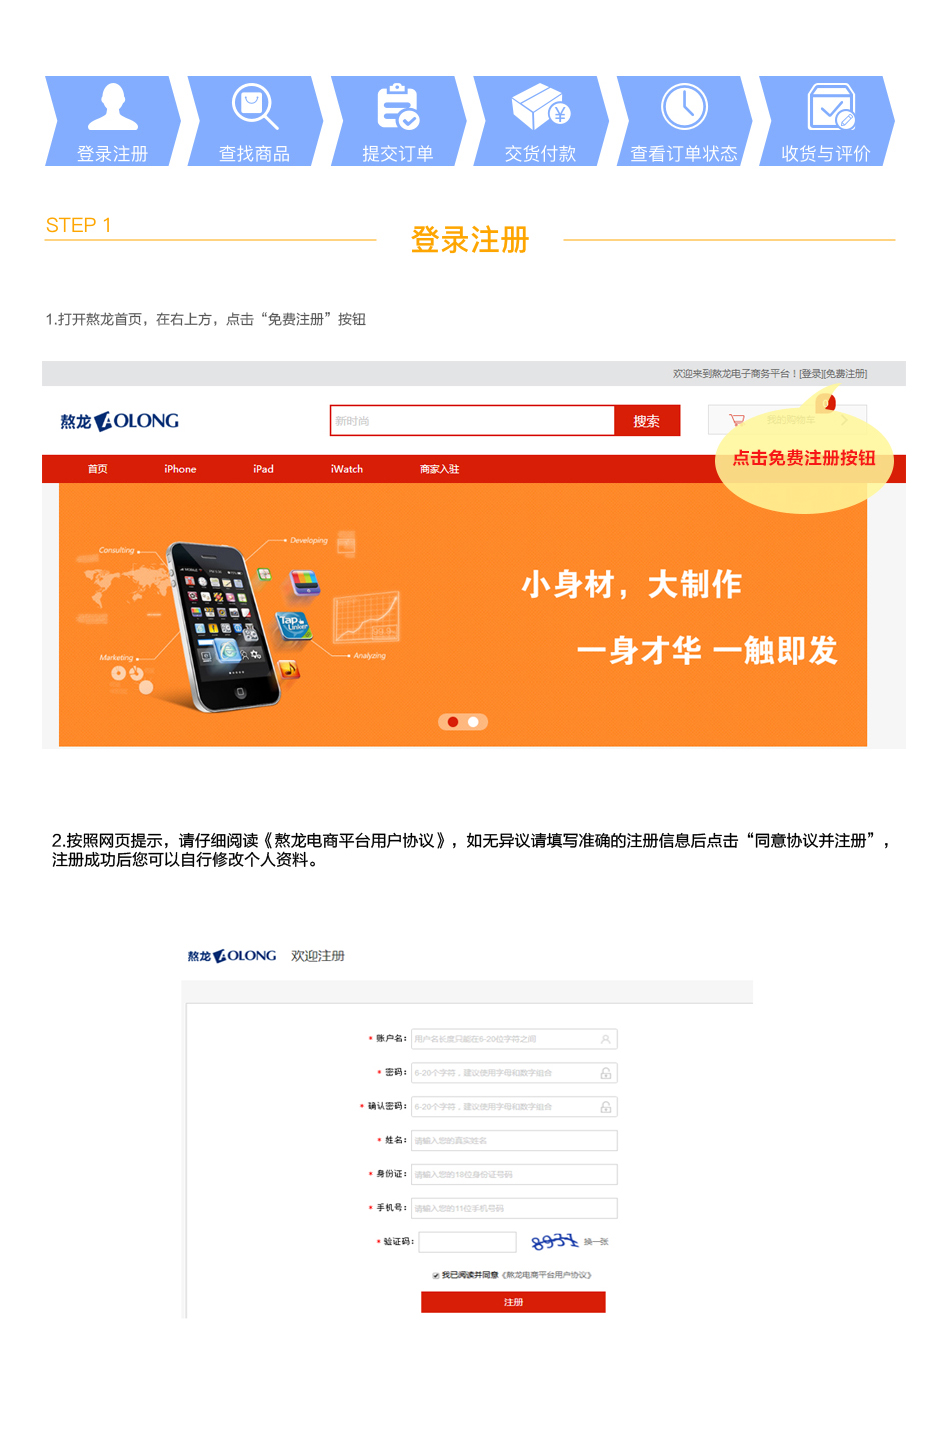 登录注册
查找商品
提交订单
交货付款
查看订单状态
收货与评价
STEP 1
登录注册
1.打开熬龙首页，在右上方，点击“免费注册”按钮
欢迎来到熬龙电子商务平台！[登录][免费注册]
熬龙 AOLONG
新时尚
搜索
我的购物车
点击免费注册按钮
首页 iPhone iPad iWatch 商家入驻
Consulting
Developing
Tap Linker
Marketing
Analyzing
小身材，大制作
一身才华 一触即发
2.按照网页提示，请仔细阅读《熬龙电商平台用户协议》，如无异议请填写准确的注册信息后点击“同意协议并注册”，
注册成功后您可以自行修改个人资料。
熬龙 AOLONG 欢迎注册
* 账户名： 用户名长度只能在6-20位字符之间
* 密码： 6-20个字符，建议使用字母和数字组合
* 确认密码： 6-20个字符，建议使用字母和数字组合
* 姓名： 请输入您的真实姓名
* 身份证： 请输入您的18位身份证号码
* 手机号： 请输入您的11位手机号码
* 验证码： 8931 换一张
我已阅读并同意《熬龙电商平台用户协议》
注册